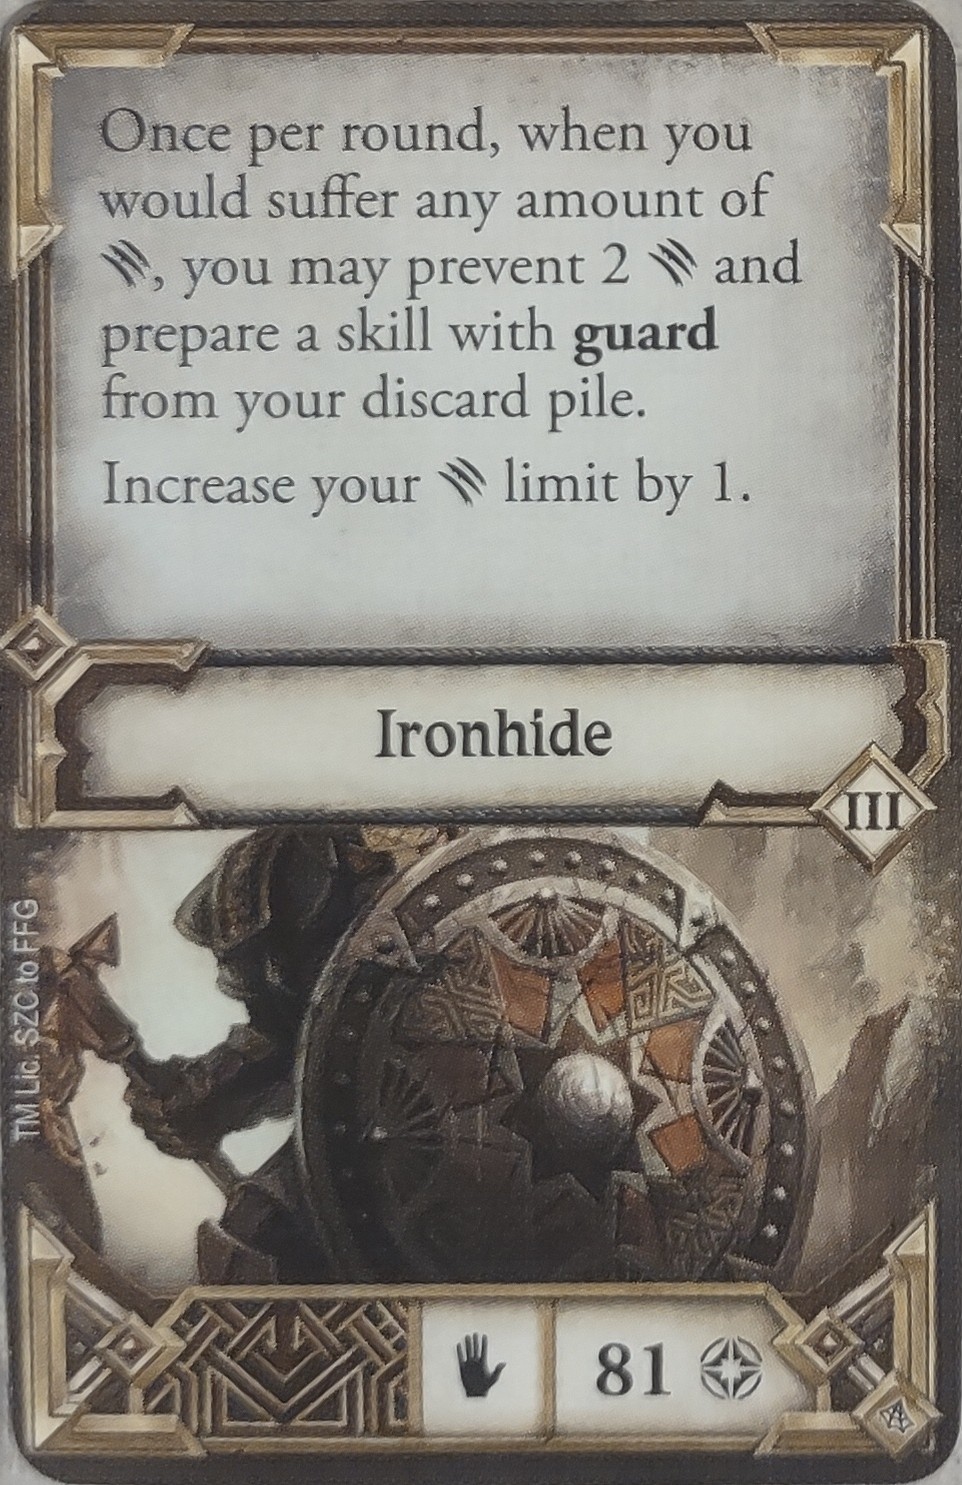 Once per round, when you
would suffer any amount of
, you may prevent 2 and
prepare a skill with guard
from your discard pile.
Increase your limit by 1.
Ironhide
III
TM Lic. SZC to FFG
81